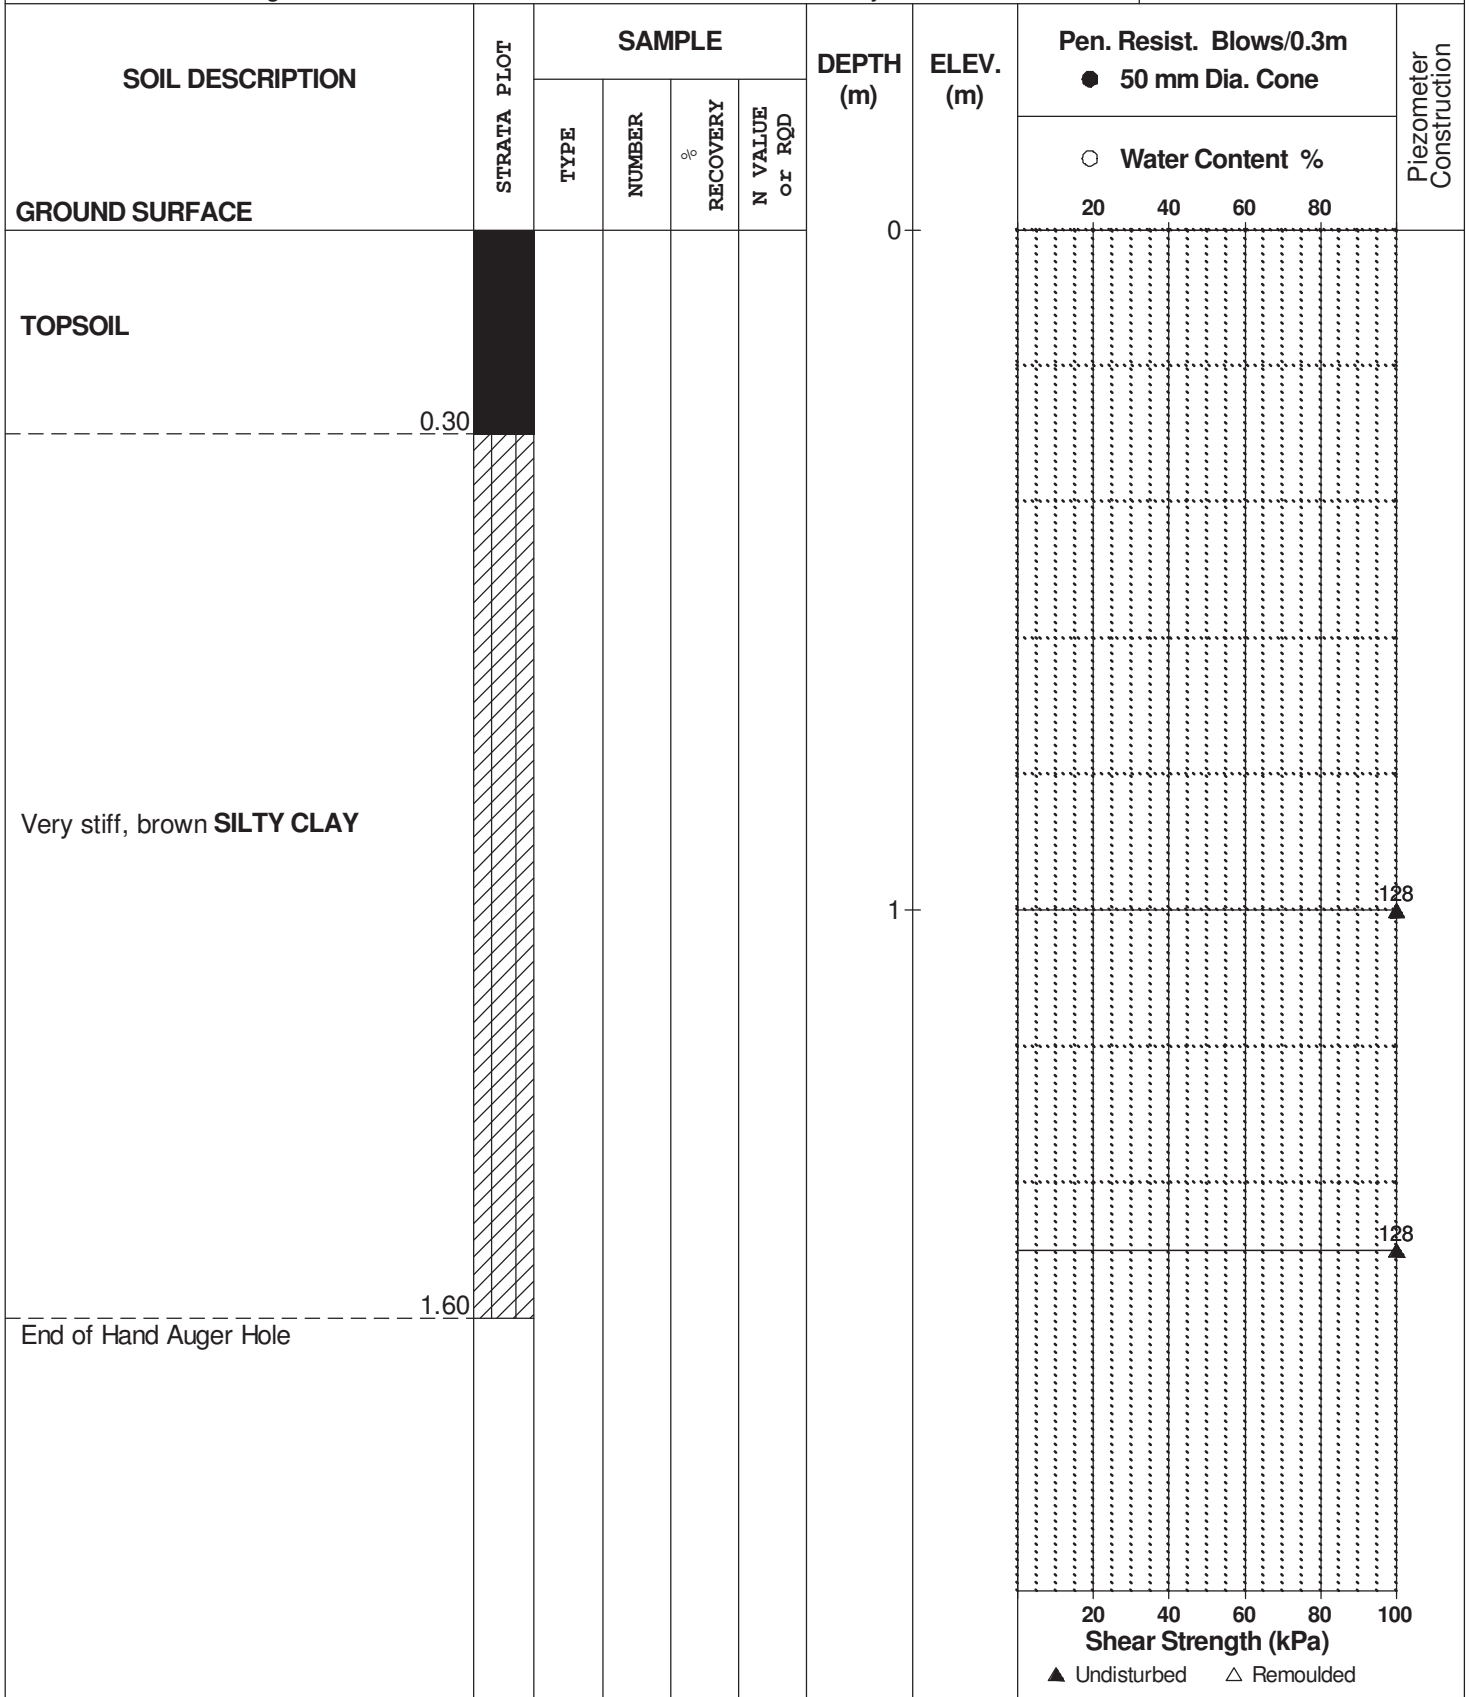 SOIL DESCRIPTION
GROUND SURFACE
STRATA PLOT
SAMPLE
TYPE
NUMBER
%
RECOVERY
N VALUE
or RQD
DEPTH
(m)
ELEV.
(m)
Pen. Resist. Blows/0.3m
● 50 mm Dia. Cone
○ Water Content %
20 40 60 80
Piezometer
Construction
0
TOPSOIL
0.30
Very stiff, brown SILTY CLAY
1
128
128
1.60
End of Hand Auger Hole
20 40 60 80 100
Shear Strength (kPa)
▲ Undisturbed △ Remoulded